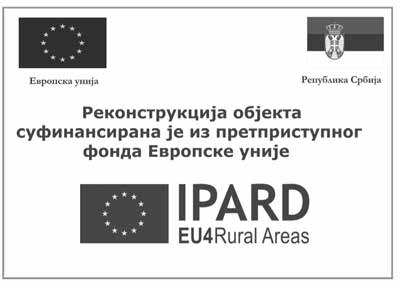 Европска унија
Република Србија
Реконструкција објекта
суфинансирана је из претприступног
фонда Европске уније
IPARD
EU4Rural Areas